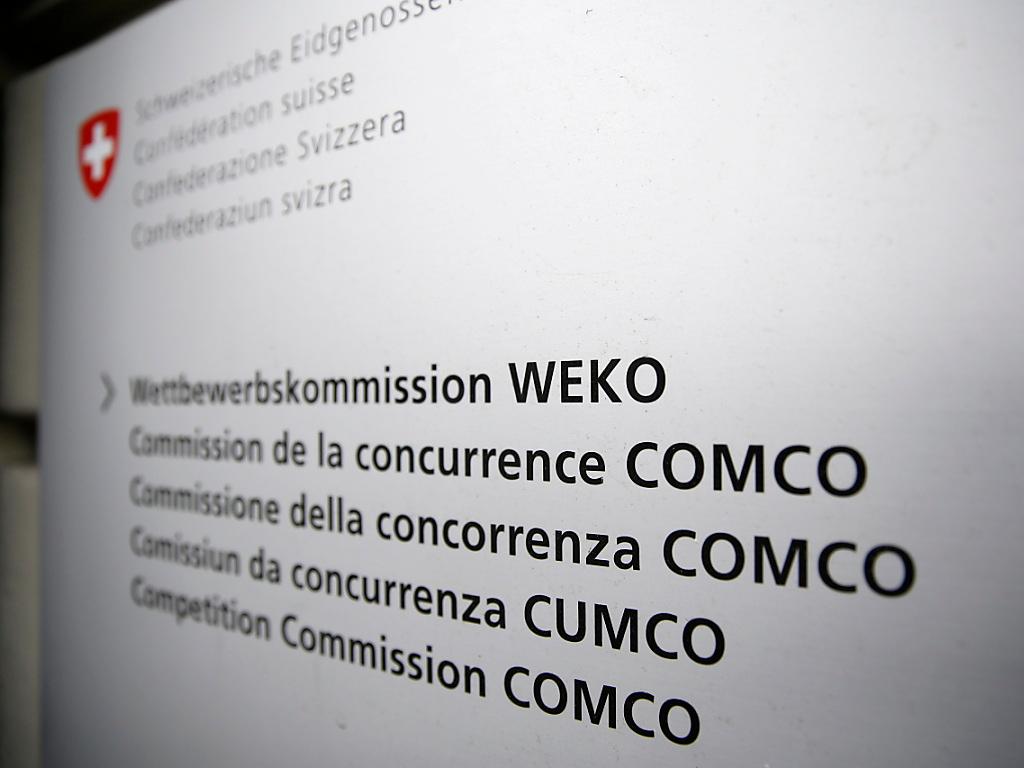 Schweizerische Eidgenossen
Confédération suisse
Confederazione Svizzera
Confederaziun svizra
Wettbewerbskommission WEKO
Commission de la concurrence COMCO
Commissione della concorrenza COMCO
Comissiun da concurrenza CUMCO
Competition Commission COMCO